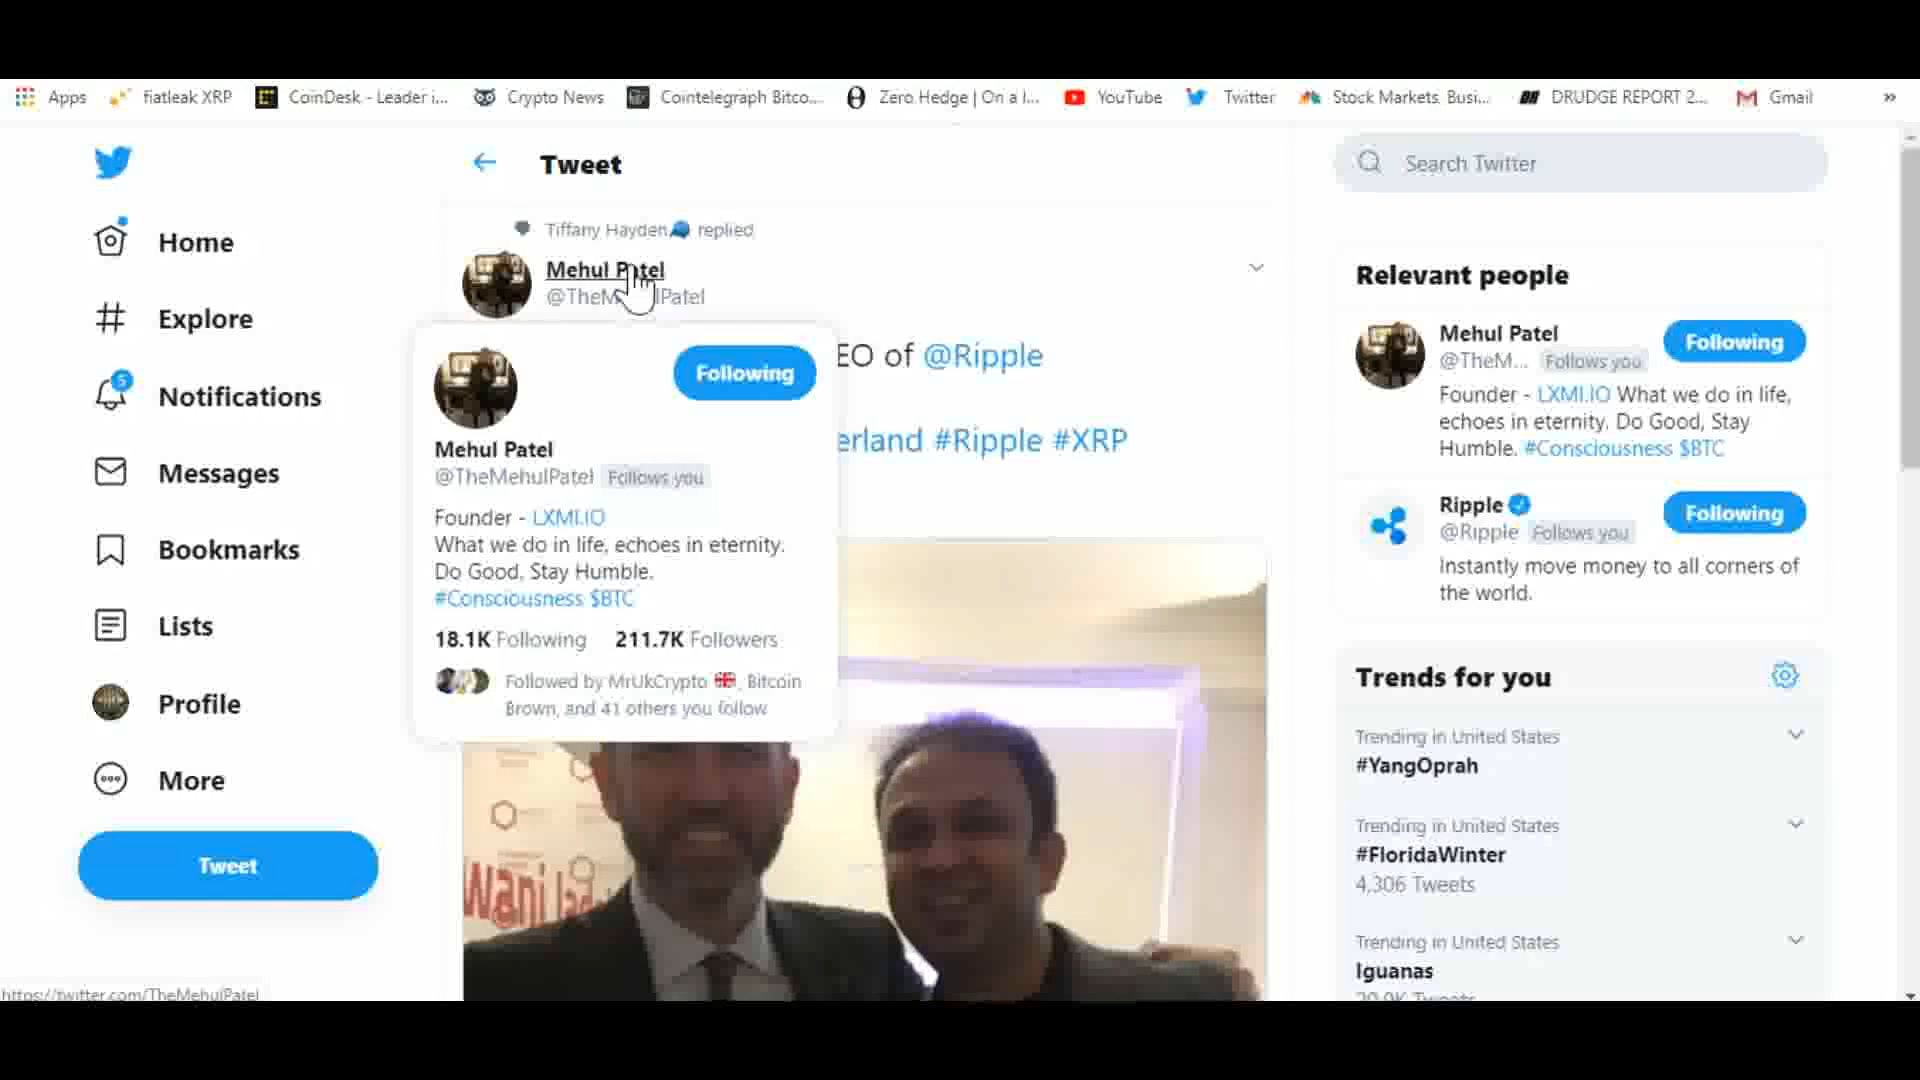 Apps fiatleak XRP CoinDesk - Leader i... Crypto News Cointelegraph Bitco... Zero Hedge | On a l... YouTube Twitter Stock Markets, Busi... DRUDGE REPORT 2... Gmail »
Tweet
Search Twitter
Tiffany Hayden replied
Mehul Patel
@TheM lPatel
Home
Explore
5
Notifications
Messages
Bookmarks
Lists
Profile
More
Tweet
EO of @Ripple
erland #Ripple #XRP
Following
Mehul Patel
@TheMehulPatel Follows you
Founder - LXMI.IO
What we do in life, echoes in eternity.
Do Good, Stay Humble.
#Consciousness $BTC
18.1K Following 211.7K Followers
Followed by MrUkCrypto 🇬🇧, Bitcoin
Brown, and 41 others you follow
Relevant people
Mehul Patel
Following
@TheM... Follows you
Founder - LXMI.IO What we do in life,
echoes in eternity. Do Good, Stay
Humble. #Consciousness $BTC
Ripple
Following
@Ripple Follows you
Instantly move money to all corners of
the world.
Trends for you
Trending in United States
#YangOprah
Trending in United States
#FloridaWinter
4,306 Tweets
Trending in United States
Iguanas
20.9K Tweets
https://twitter.com/TheMehulPatel